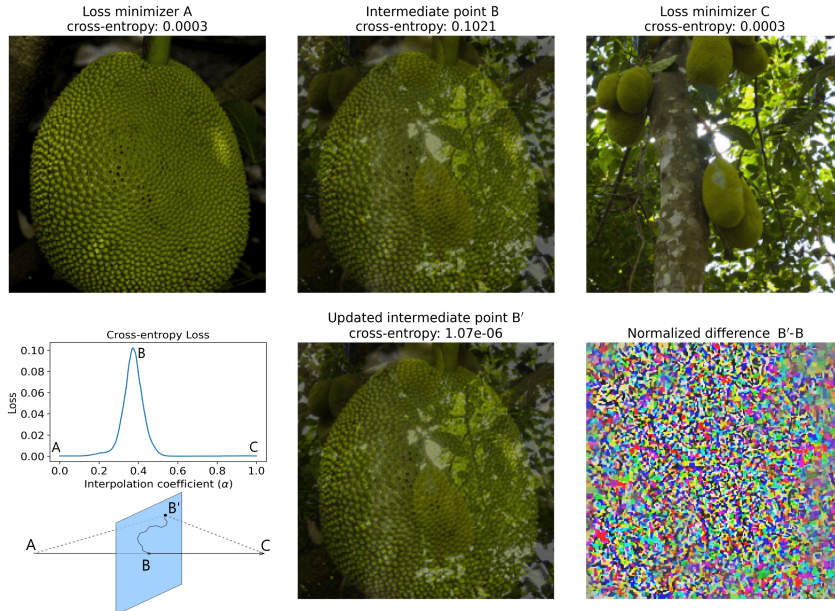 Loss minimizer A
cross-entropy: 0.0003
Intermediate point B
cross-entropy: 0.1021
Loss minimizer C
cross-entropy: 0.0003
Cross-entropy Loss
Loss
0.10
0.08
0.06
0.04
0.02
0.00
A
B
C
0.0 0.2 0.4 0.6 0.8 1.0
Interpolation coefficient (α)
A
B
B'
C
Updated intermediate point B′
cross-entropy: 1.07e-06
Normalized difference B′-B